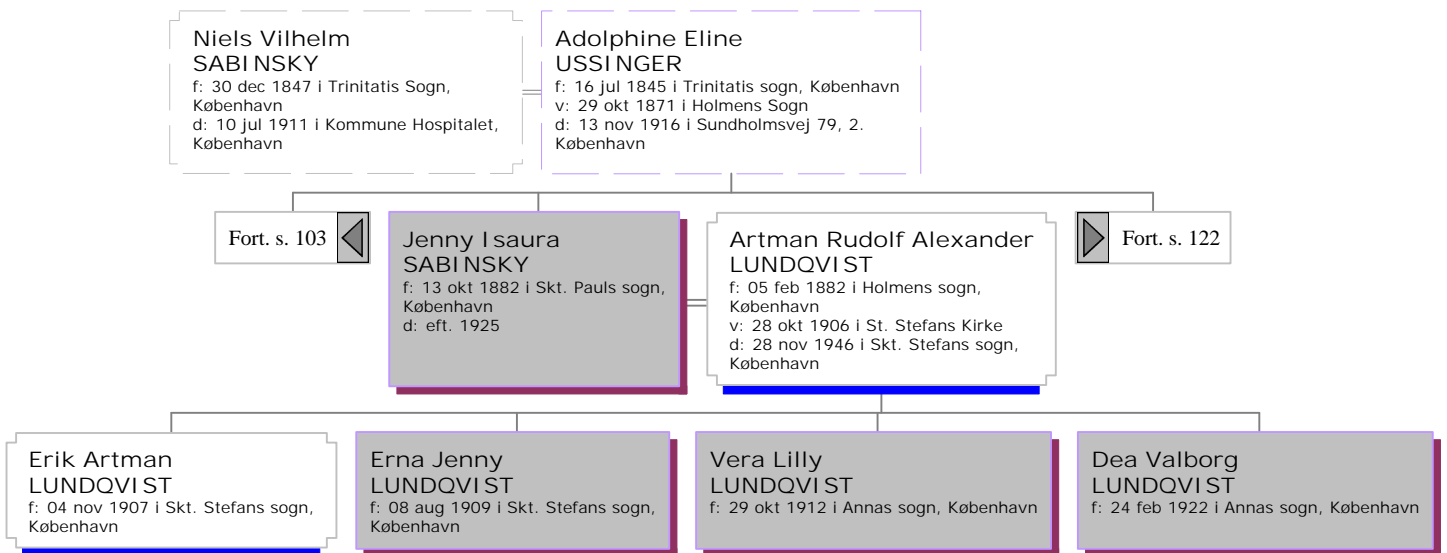 Niels Vilhelm
SABINSKY
f: 30 dec 1847 i Trinitatis Sogn,
København
d: 10 jul 1911 i Kommune Hospitalet,
København
Adolphine Eline
USSINGER
f: 16 jul 1845 i Trinitatis sogn, København
v: 29 okt 1871 i Holmens Sogn
d: 13 nov 1916 i Sundholmsvej 79, 2.
København
Fort. s. 103
Jenny Isaura
SABINSKY
f: 13 okt 1882 i Skt. Pauls sogn,
København
d: eft. 1925
Artman Rudolf Alexander
LUNDQVIST
f: 05 feb 1882 i Holmens sogn,
København
v: 28 okt 1906 i St. Stefans Kirke
d: 28 nov 1946 i Skt. Stefans sogn,
København
Fort. s. 122
Erik Artman
LUNDQVIST
f: 04 nov 1907 i Skt. Stefans sogn,
København
Erna Jenny
LUNDQVIST
f: 08 aug 1909 i Skt. Stefans sogn,
København
Vera Lilly
LUNDQVIST
f: 29 okt 1912 i Annas sogn, København
Dea Valborg
LUNDQVIST
f: 24 feb 1922 i Annas sogn, København